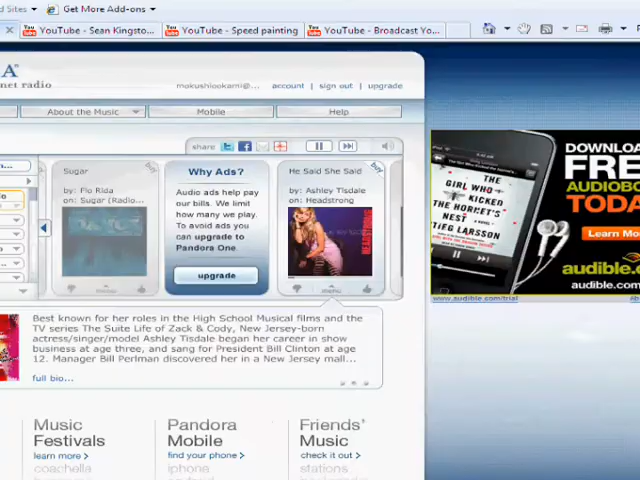 d Sites Get More Add-ons
YouTube - Sean Kingsto...
YouTube - Speed painting
YouTube - Broadcast Yo...
A
net radio
account | sign out | upgrade
About the Music
Mobile
Help
share
Sugar
by: Flo Rida
on: Sugar (Radio...
buy
Why Ads?
Audio ads help pay
our bills. We limit
how many we play.
To avoid ads you
can upgrade to
Pandora One.
upgrade
He Said She Said
by: Ashley Tisdale
on: Headstrong
buy
menu
Best known for her roles in the High School Musical films and the
TV series The Suite Life of Zack & Cody, New Jersey-born
actress/singer/model Ashley Tisdale began her career in show
business at age three, and sang for President Bill Clinton at age
12. Manager Bill Perlman discovered her in a New Jersey mall...
full bio...
Music
Festivals
learn more >
coachella
Pandora
Mobile
find your phone >
iphone
android
Friends'
Music
check it out >
stations
THE
GIRL WHO
KICKED
THE
HORNET'S
NEST
STIEG LARSSON
DOWNLOA
FREE
AUDIOBO
TODA
Learn Mor
audible.co
audible.com
www.audible.com/trial